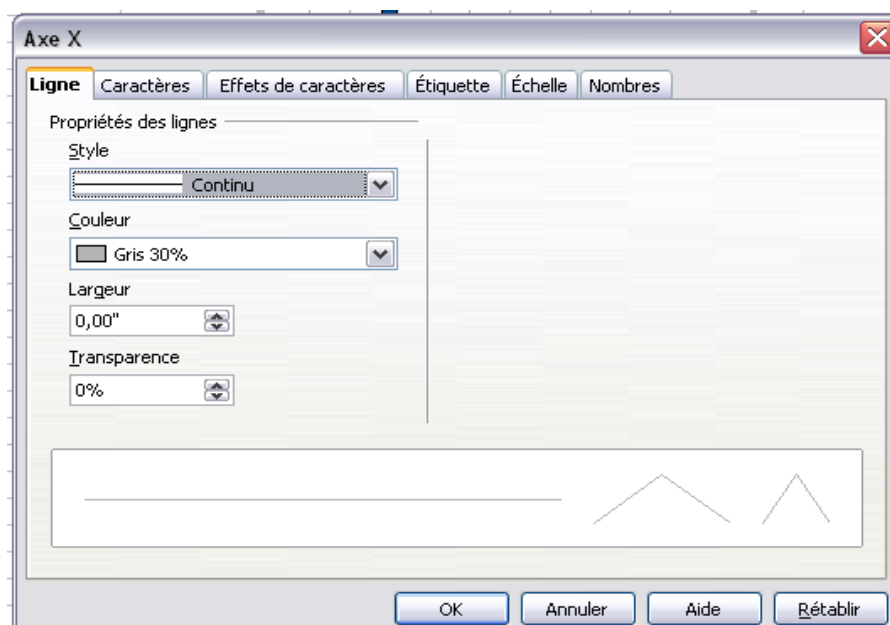 Axe X
Ligne Caractères Effets de caractères Étiquette Échelle Nombres
Propriétés des lignes
Style
Continu
Couleur
Gris 30%
Largeur
0,00"
Transparence
0%
OK Annuler Aide Rétablir